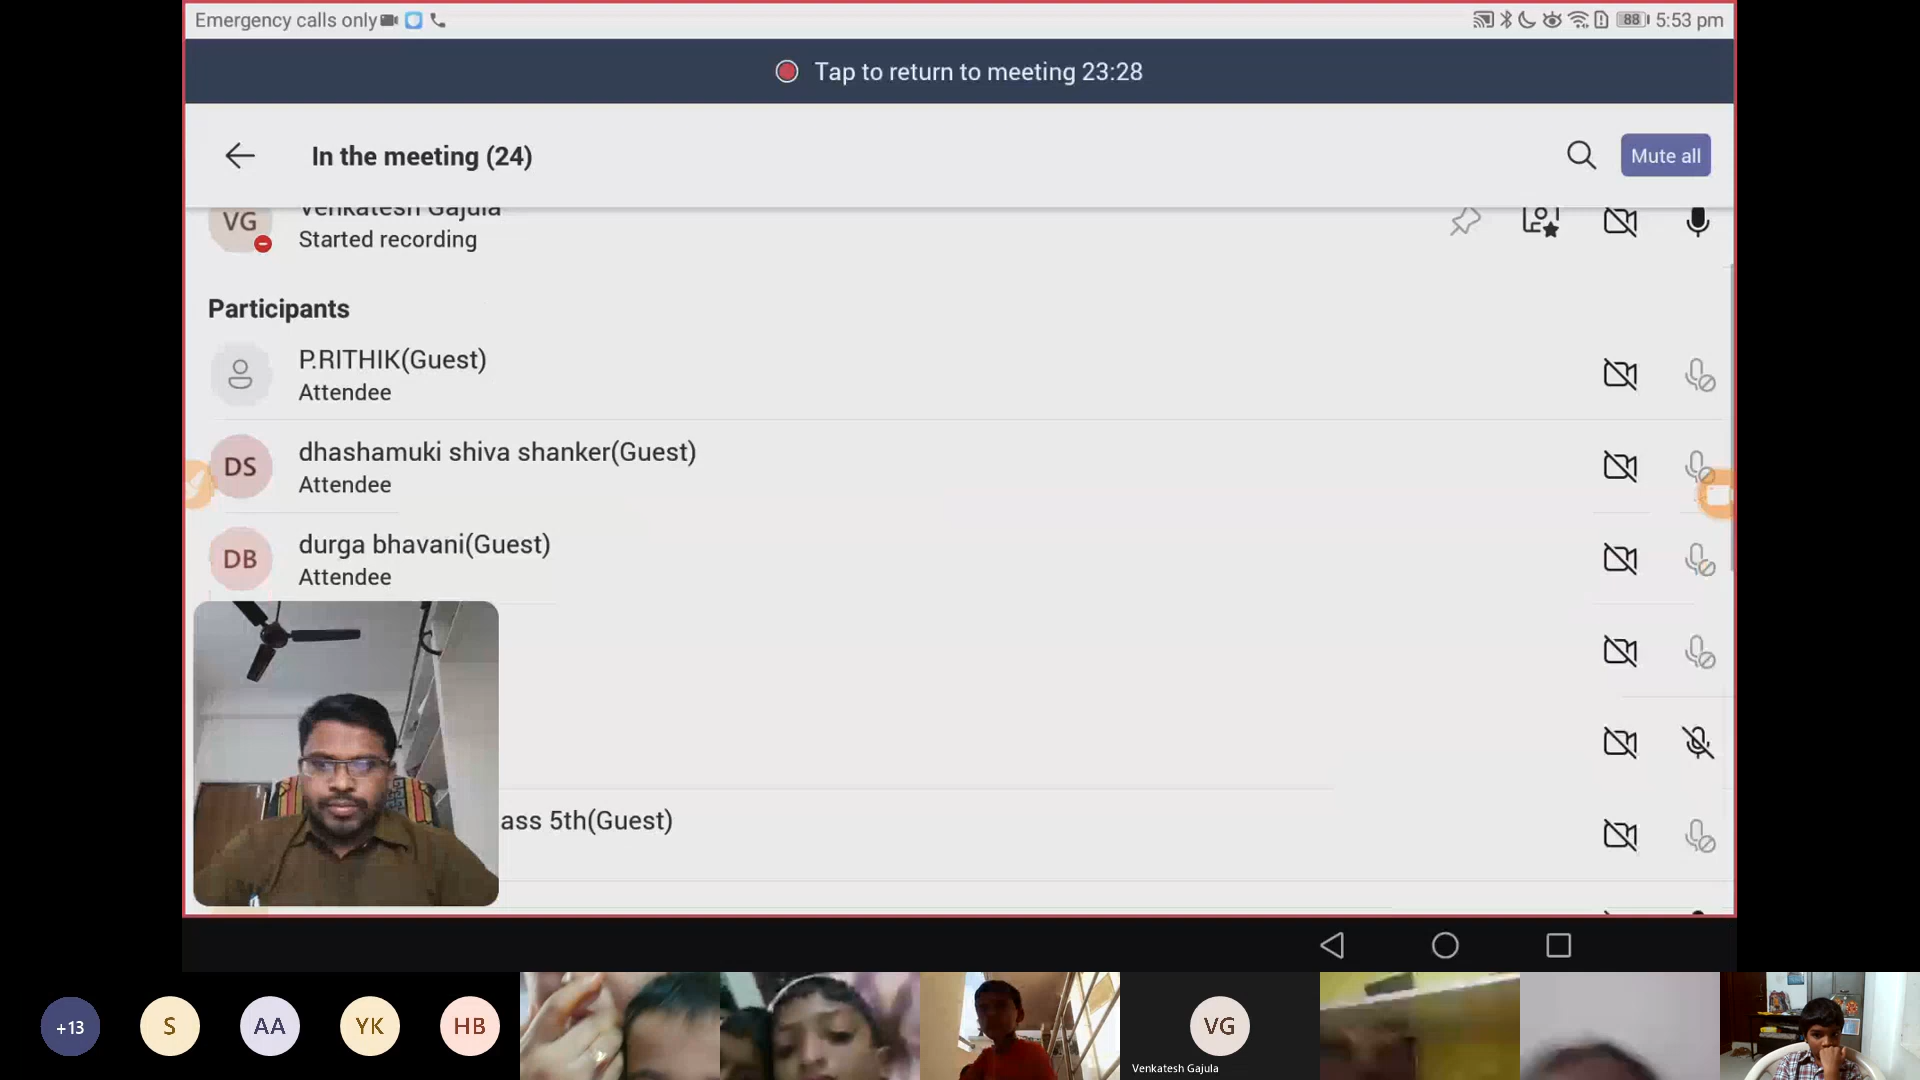 Emergency calls only
88 5:53 pm
Tap to return to meeting 23:28
In the meeting (24)
Mute all
VG
Venkatesh Gajula
Started recording
Participants
P.RITHIK(Guest)
Attendee
DS
dhashamuki shiva shanker(Guest)
Attendee
DB
durga bhavani(Guest)
Attendee
ass 5th(Guest)
+13
S
AA
YK
HB
VG
Venkatesh Gajula